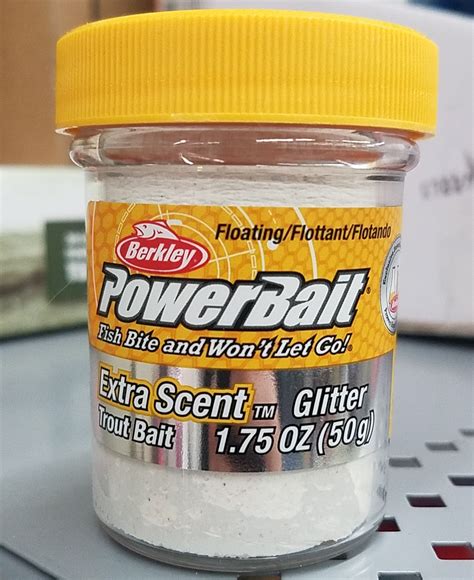 Floating/Flottant/Flotando
Berkley
PowerBait®
Fish Bite and Won't Let Go!®
Extra Scent™ Glitter
Trout Bait 1.75 OZ (50g)